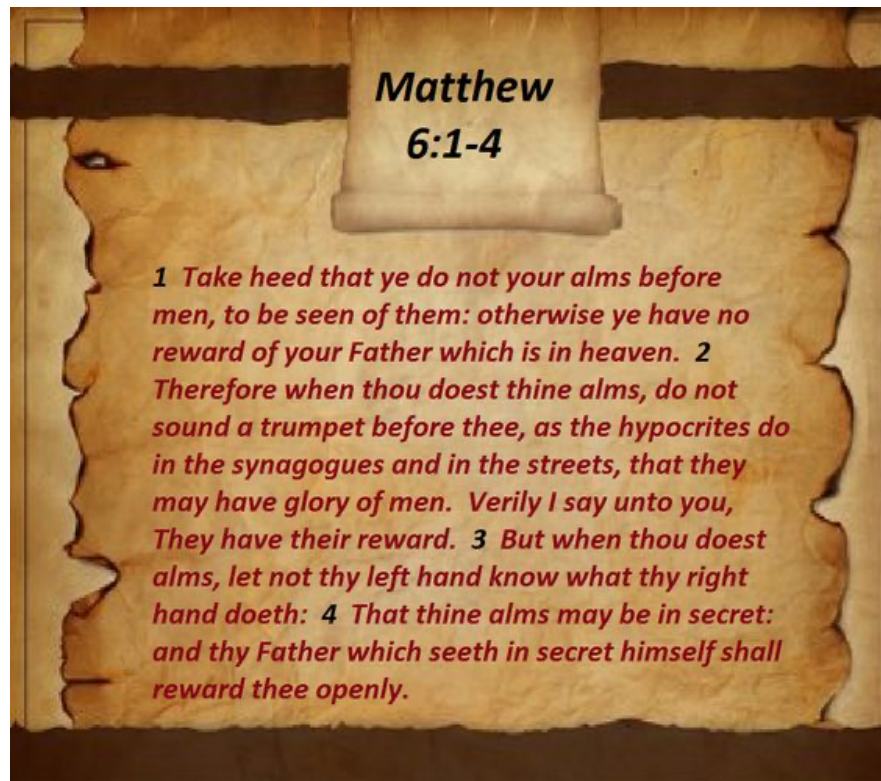 Matthew
6:1-4
1 Take heed that ye do not your alms before
men, to be seen of them: otherwise ye have no
reward of your Father which is in heaven. 2
Therefore when thou doest thine alms, do not
sound a trumpet before thee, as the hypocrites do
in the synagogues and in the streets, that they
may have glory of men. Verily I say unto you,
They have their reward. 3 But when thou doest
alms, let not thy left hand know what thy right
hand doeth: 4 That thine alms may be in secret:
and thy Father which seeth in secret himself shall
reward thee openly.